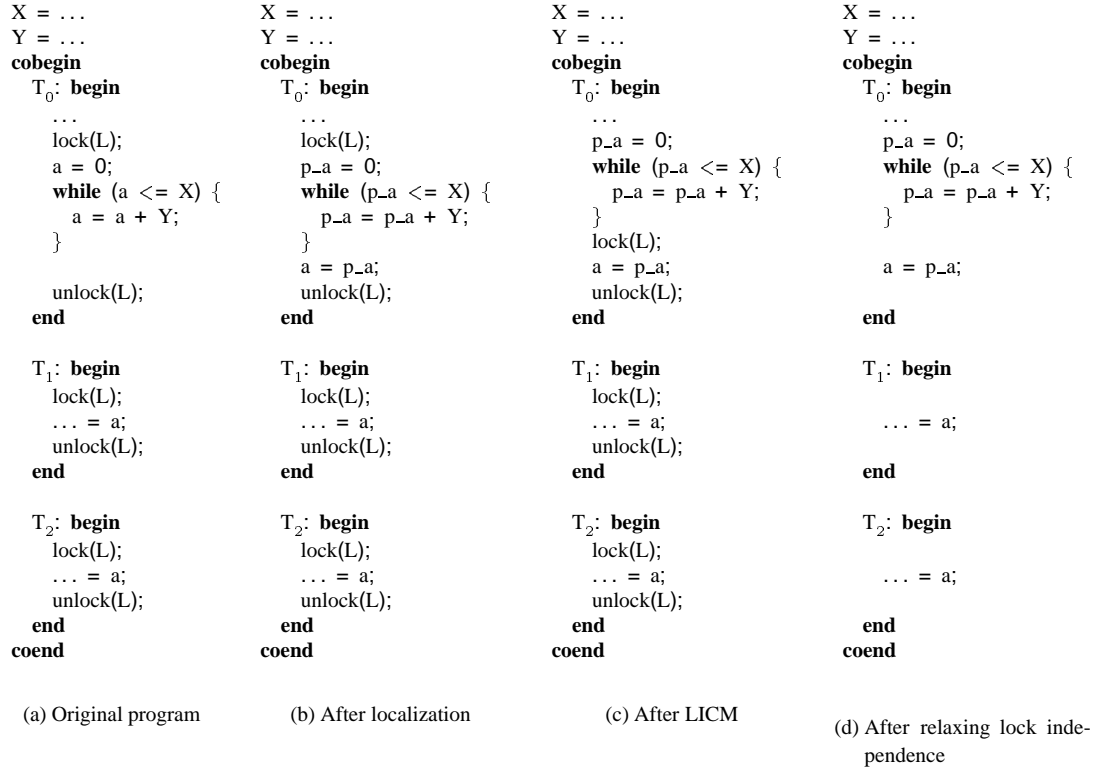 X = ...
Y = ...
cobegin
T0: begin
...
lock(L);
a = 0;
while (a <= X) {
a = a + Y;
}
unlock(L);
end
T1: begin
lock(L);
... = a;
unlock(L);
end
T2: begin
lock(L);
... = a;
unlock(L);
end
coend
(a) Original program
X = ...
Y = ...
cobegin
T0: begin
...
lock(L);
p_a = 0;
while (p_a <= X) {
p_a = p_a + Y;
}
a = p_a;
unlock(L);
end
T1: begin
lock(L);
... = a;
unlock(L);
end
T2: begin
lock(L);
... = a;
unlock(L);
end
coend
(b) After localization
X = ...
Y = ...
cobegin
T0: begin
...
p_a = 0;
while (p_a <= X) {
p_a = p_a + Y;
}
lock(L);
a = p_a;
unlock(L);
end
T1: begin
lock(L);
... = a;
unlock(L);
end
T2: begin
lock(L);
... = a;
unlock(L);
end
coend
(c) After LICM
X = ...
Y = ...
cobegin
T0: begin
...
p_a = 0;
while (p_a <= X) {
p_a = p_a + Y;
}
a = p_a;
end
T1: begin
... = a;
end
T2: begin
... = a;
end
coend
(d) After relaxing lock inde-
pendence